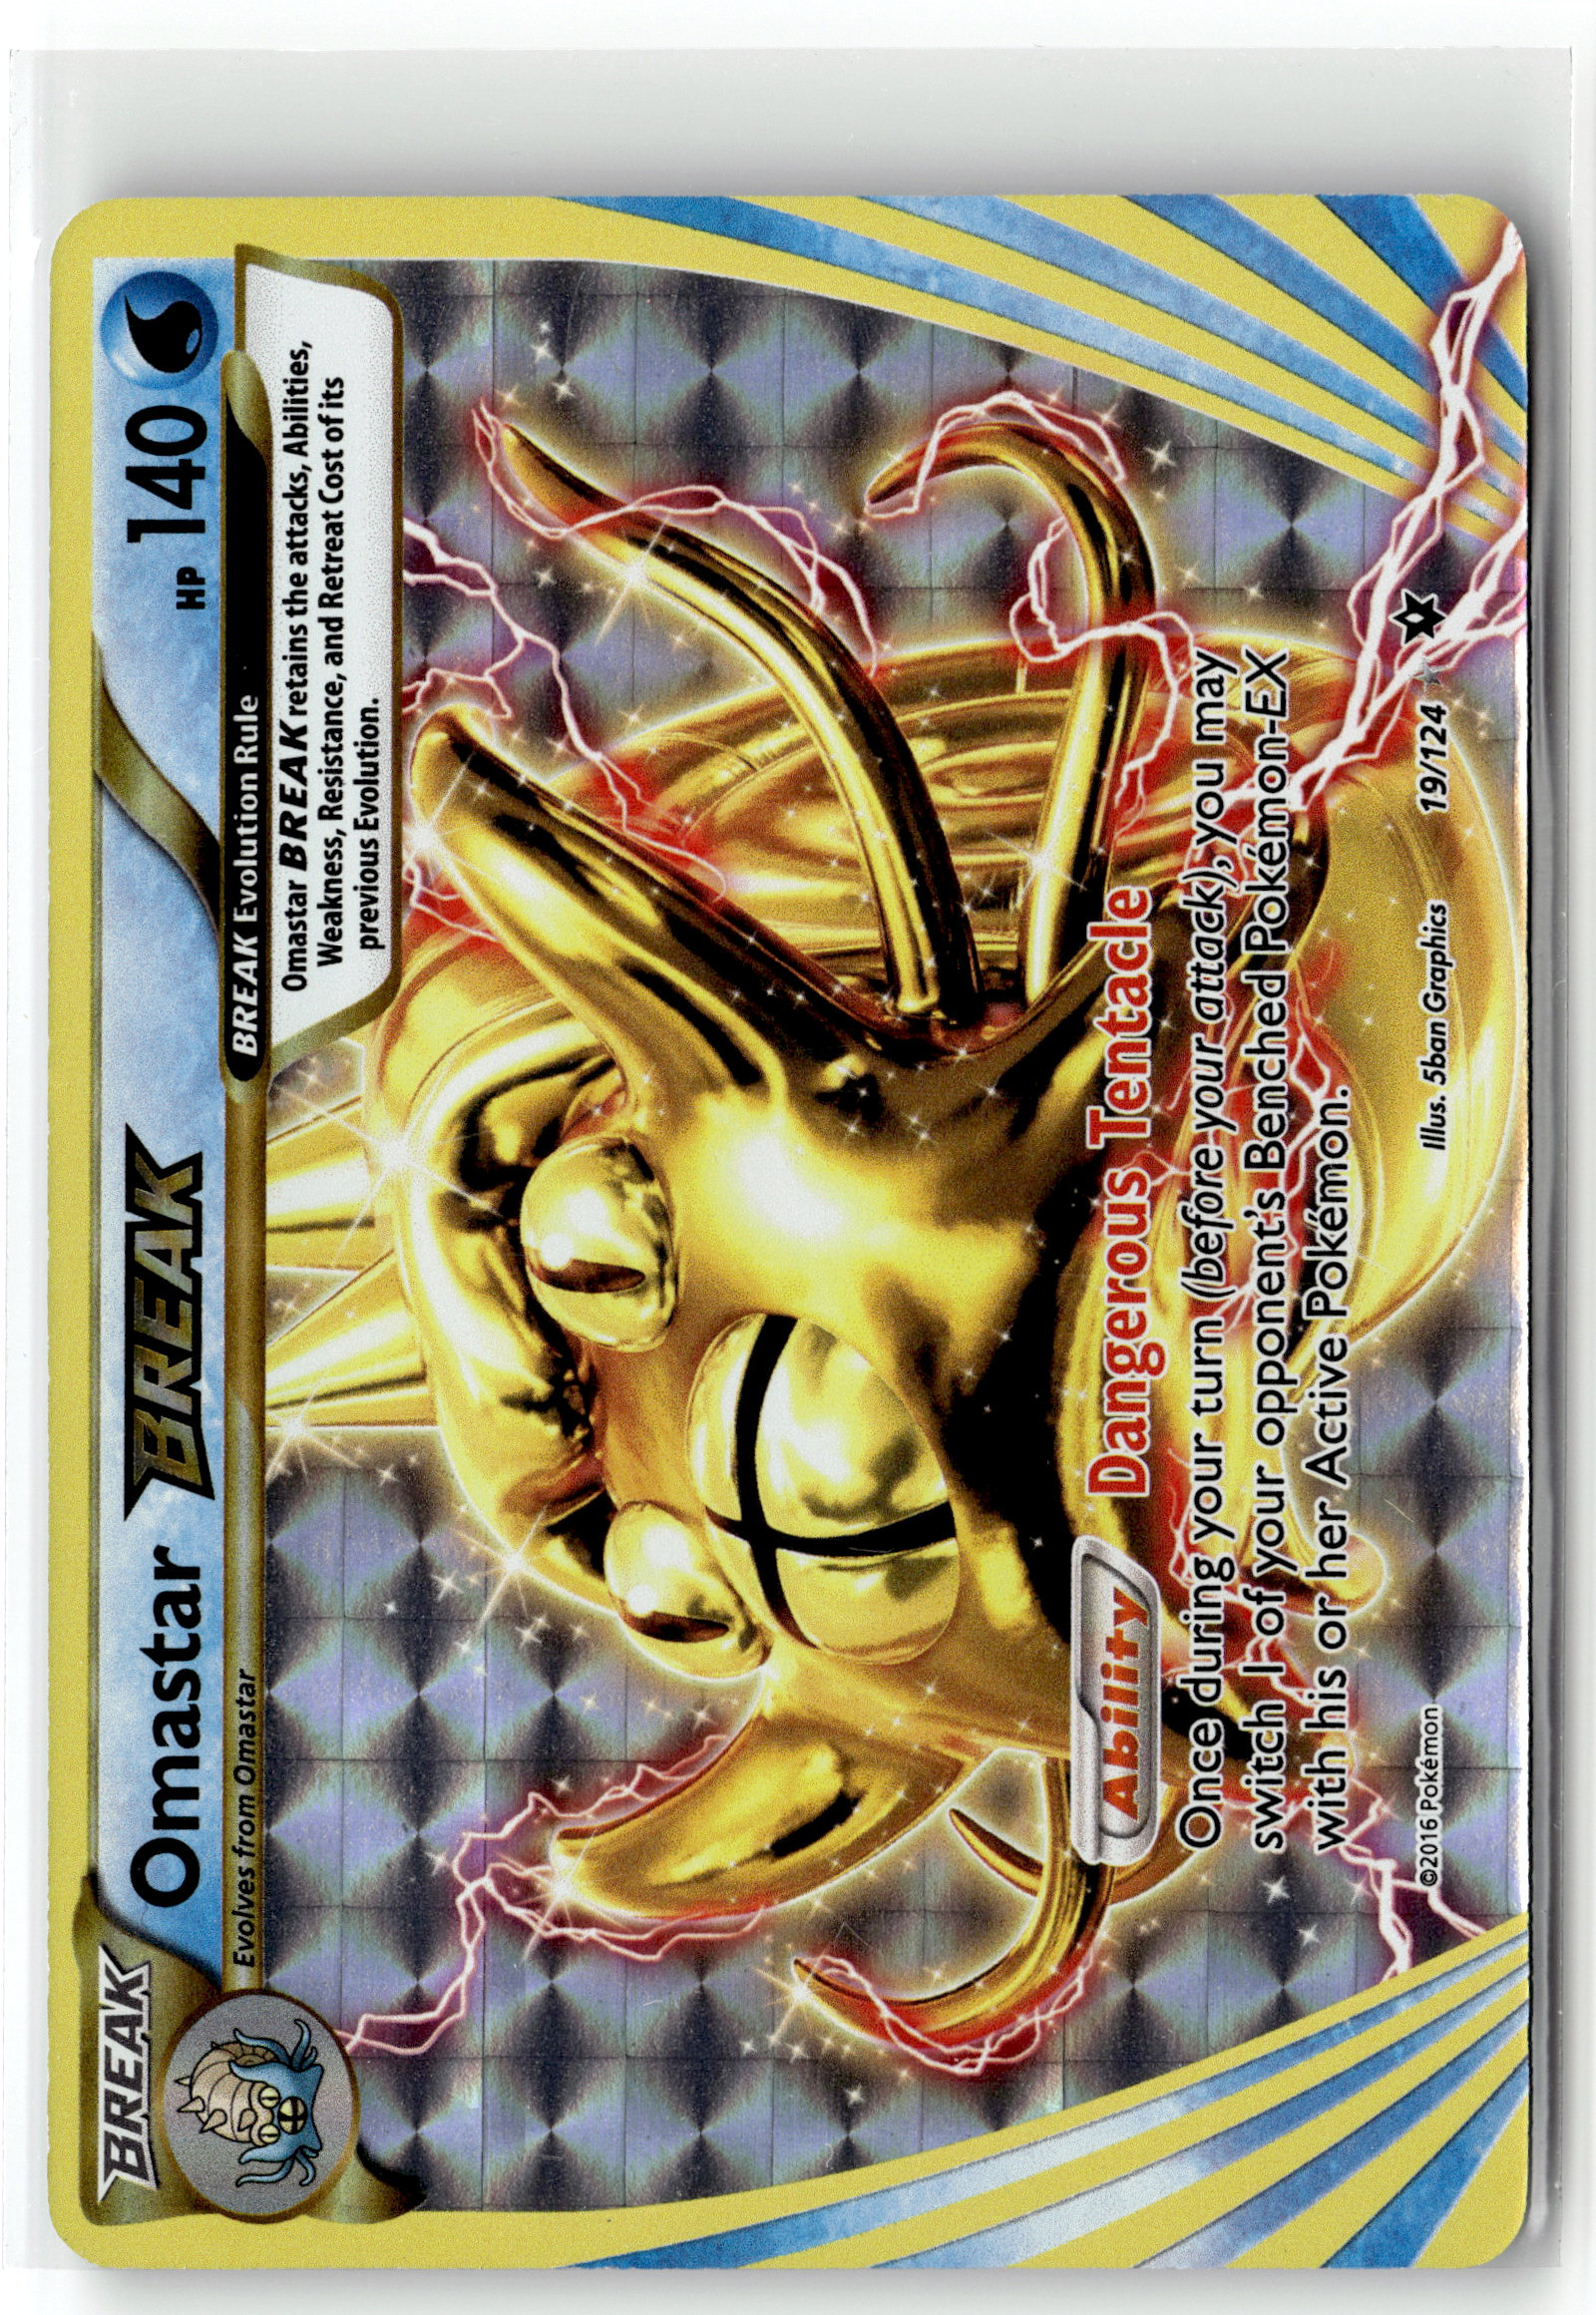 BREAK
Omastar BREAK HP 140
Evolves from Omastar
BREAK Evolution Rule
Omastar BREAK retains the attacks, Abilities,
Weakness, Resistance, and Retreat Cost of its
previous Evolution.
Ability Dangerous Tentacle
Once during your turn (before your attack), you may
switch 1 of your opponent's Benched Pokémon-EX
with his or her Active Pokémon.
©2016 Pokémon Illus. 5ban Graphics 19/124